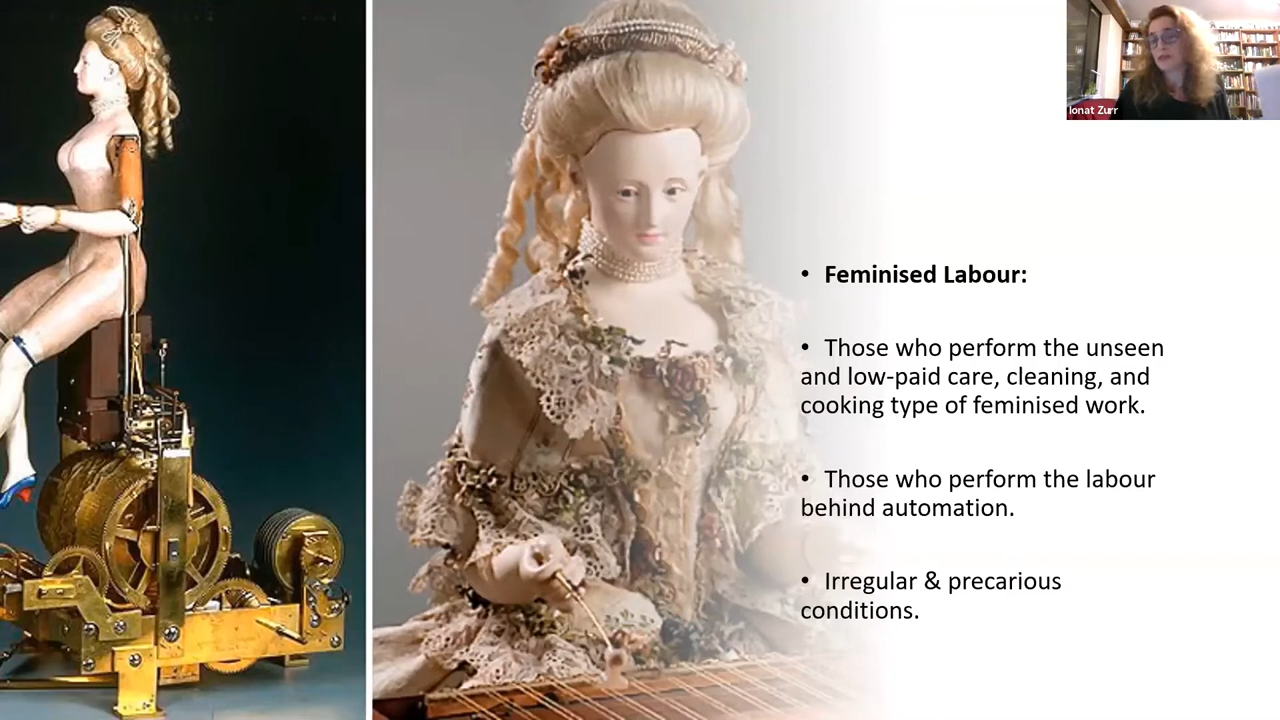 Ionat Zurr
• Feminised Labour:
• Those who perform the unseen
and low-paid care, cleaning, and
cooking type of feminised work.
• Those who perform the labour
behind automation.
• Irregular & precarious
conditions.